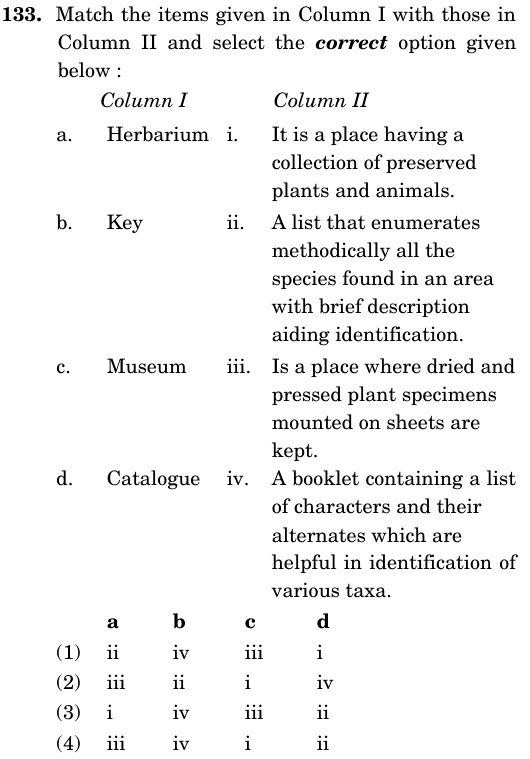 133. Match the items given in Column I with those in
Column II and select the correct option given
below :
Column I Column II
a. Herbarium i. It is a place having a
collection of preserved
plants and animals.
b. Key ii. A list that enumerates
methodically all the
species found in an area
with brief description
aiding identification.
c. Museum iii. Is a place where dried and
pressed plant specimens
mounted on sheets are
kept.
d. Catalogue iv. A booklet containing a list
of characters and their
alternates which are
helpful in identification of
various taxa.
a b c d
(1) ii iv iii i
(2) iii ii i iv
(3) i iv iii ii
(4) iii iv i ii